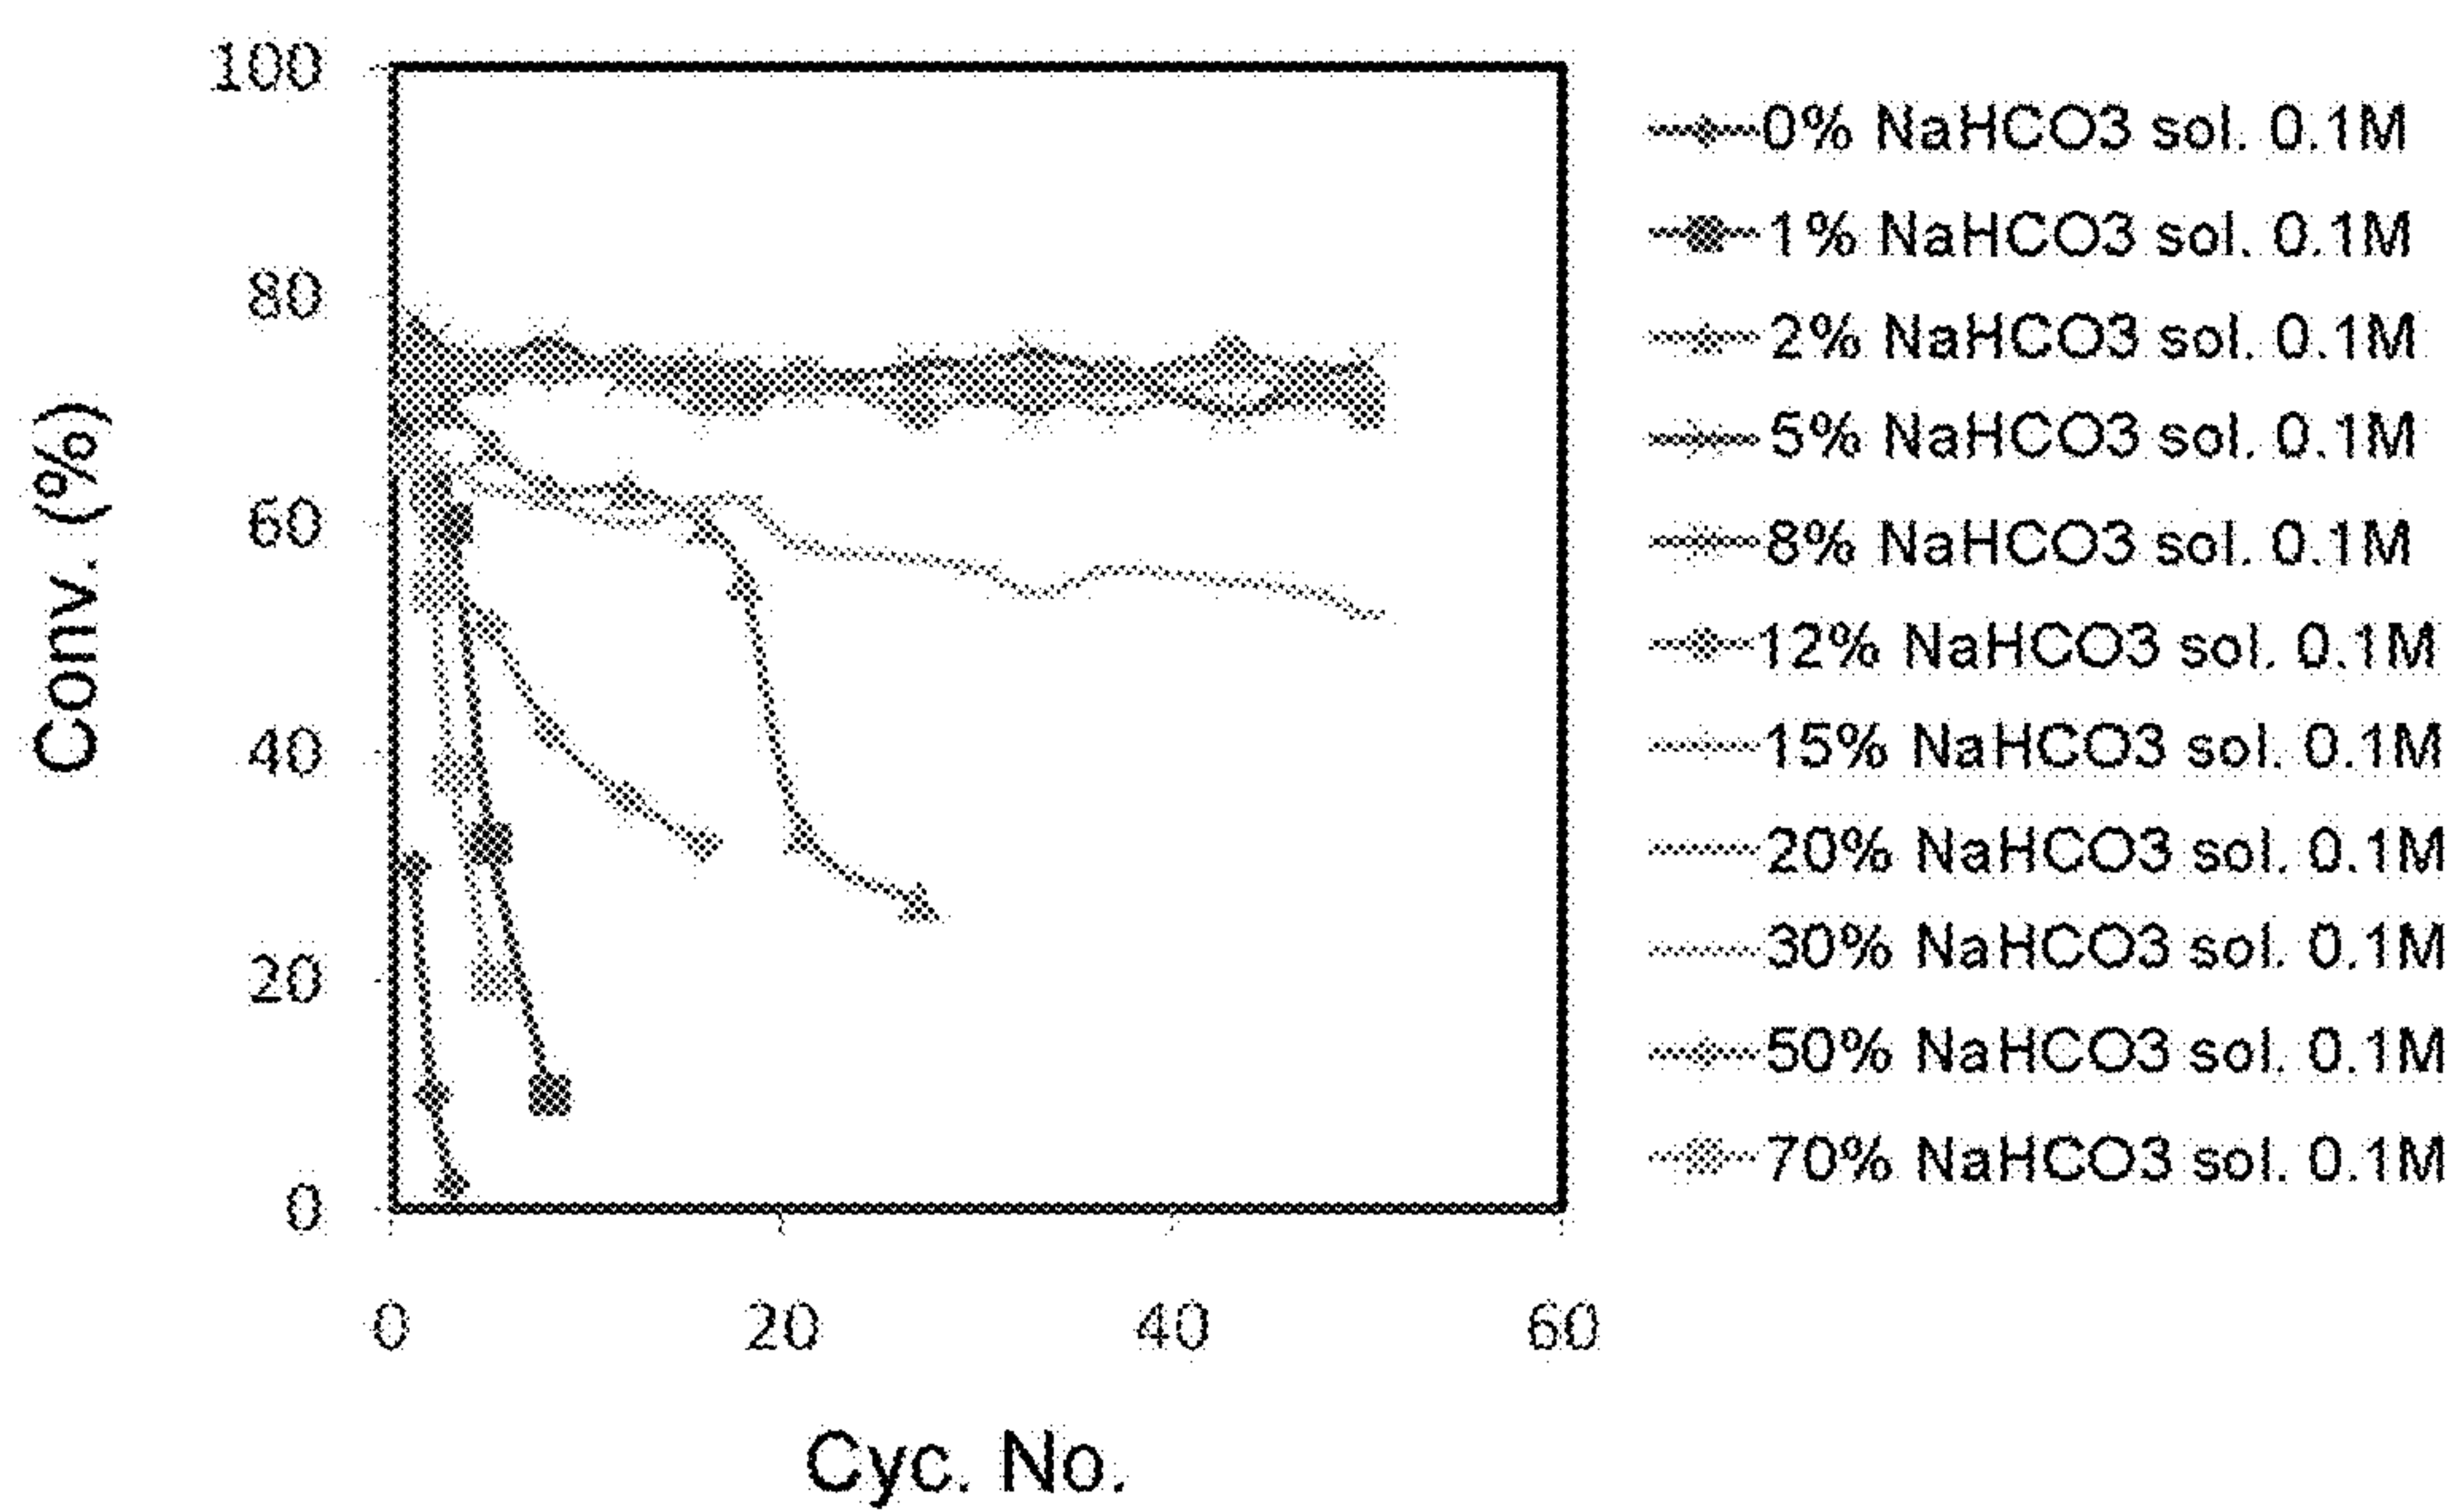 100
80
60
40
20
0
Conv. (%)
0 20 40 60
Cyc. No.
0% NaHCO3 sol. 0.1M
1% NaHCO3 sol. 0.1M
2% NaHCO3 sol. 0.1M
5% NaHCO3 sol. 0.1M
8% NaHCO3 sol. 0.1M
12% NaHCO3 sol. 0.1M
15% NaHCO3 sol. 0.1M
20% NaHCO3 sol. 0.1M
30% NaHCO3 sol. 0.1M
50% NaHCO3 sol. 0.1M
70% NaHCO3 sol. 0.1M